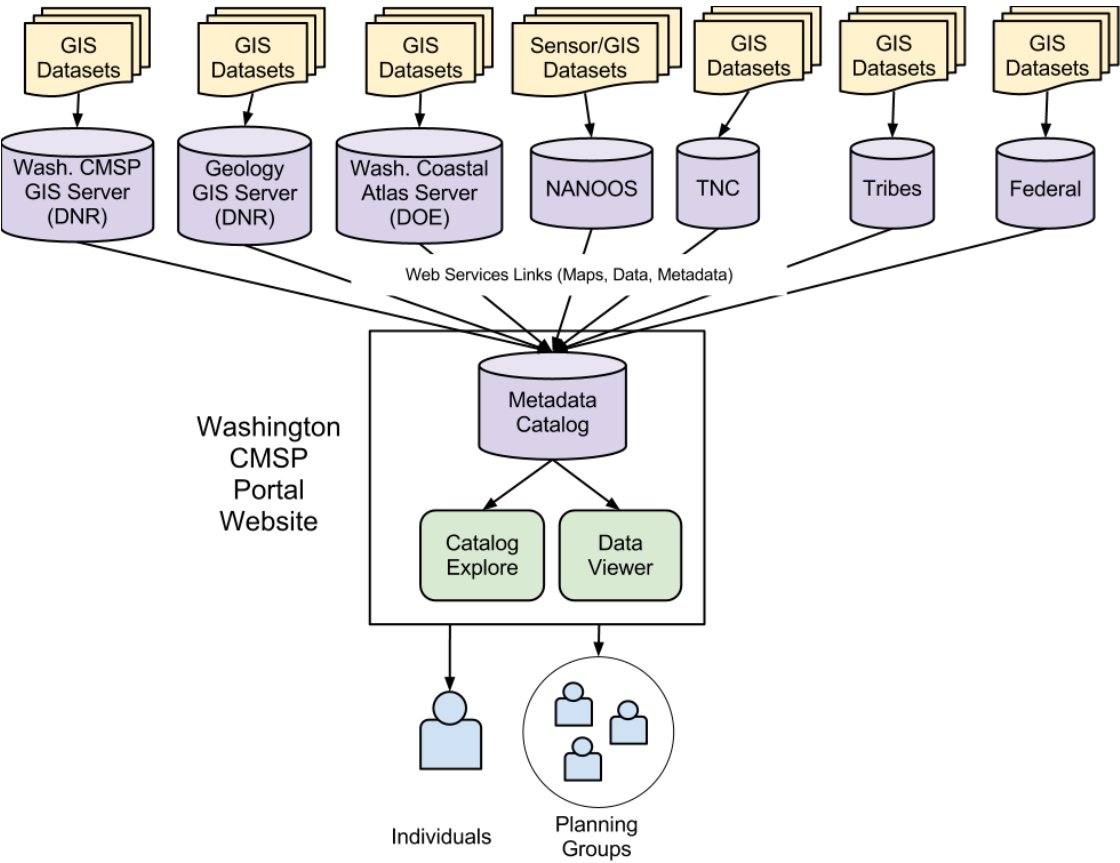 GIS
Datasets
GIS
Datasets
GIS
Datasets
Sensor/GIS
Datasets
GIS
Datasets
GIS
Datasets
GIS
Datasets
Wash. CMSP
GIS Server
(DNR)
Geology
GIS Server
(DNR)
Wash. Coastal
Atlas Server
(DOE)
NANOOS
TNC
Tribes
Federal
Web Services Links (Maps, Data, Metadata)
Washington
CMSP
Portal
Website
Metadata
Catalog
Catalog
Explore
Data
Viewer
Individuals
Planning
Groups